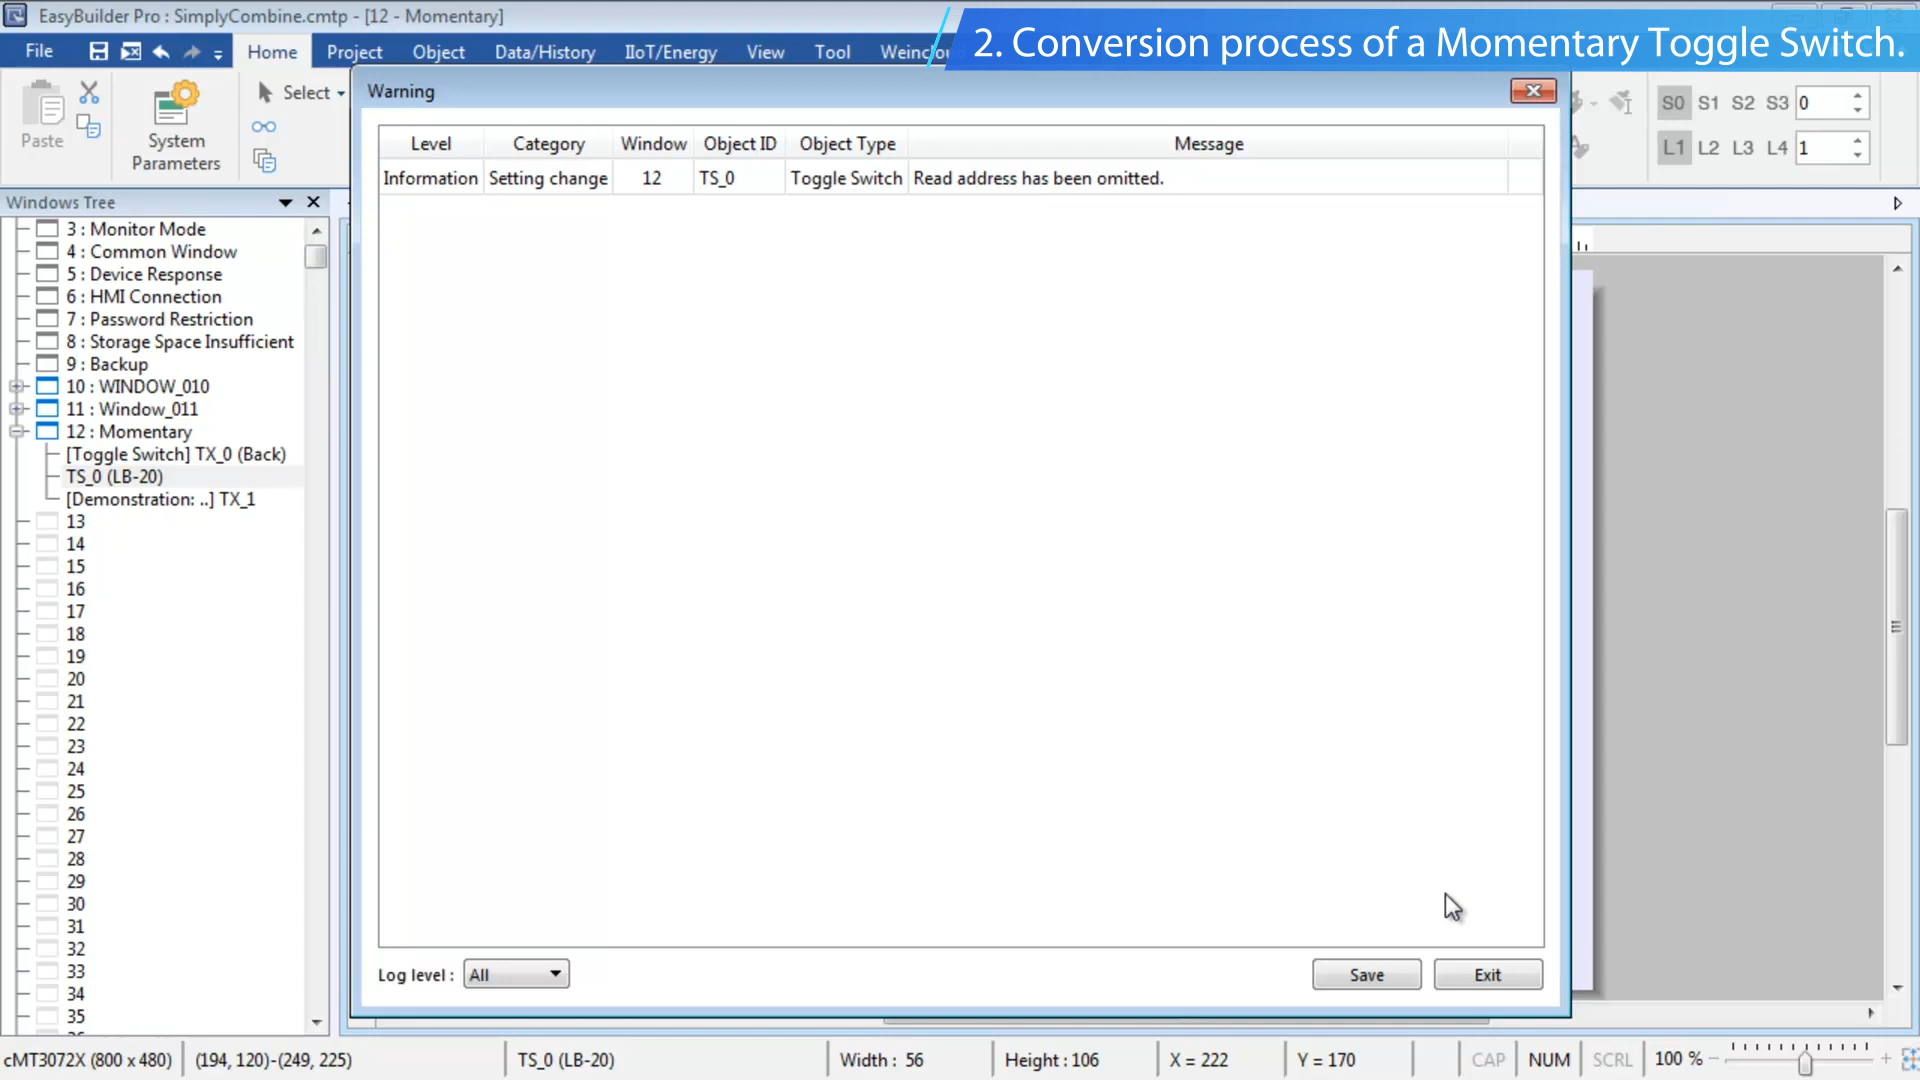 EasyBuilder Pro : SimplyCombine.cmtp - [12 - Momentary]
2. Conversion process of a Momentary Toggle Switch.
File Home Project Object Data/History IIoT/Energy View Tool
Paste
System
Parameters
Select
S0 S1 S2 S3 0
L1 L2 L3 L4 1
Warning
Level Category Window Object ID Object Type Message
Information Setting change 12 TS_0 Toggle Switch Read address has been omitted.
Windows Tree
3 : Monitor Mode
4 : Common Window
5 : Device Response
6 : HMI Connection
7 : Password Restriction
8 : Storage Space Insufficient
9 : Backup
10 : WINDOW_010
11 : Window_011
12 : Momentary
[Toggle Switch] TX_0 (Back)
TS_0 (LB-20)
[Demonstration: ..] TX_1
13
14
15
16
17
18
19
20
21
22
23
24
25
26
27
28
29
30
31
32
33
34
35
Log level : All
Save
Exit
cMT3072X (800 x 480) (194, 120)-(249, 225) TS_0 (LB-20) Width : 56 Height : 106 X = 222 Y = 170 CAP NUM SCRL 100 %